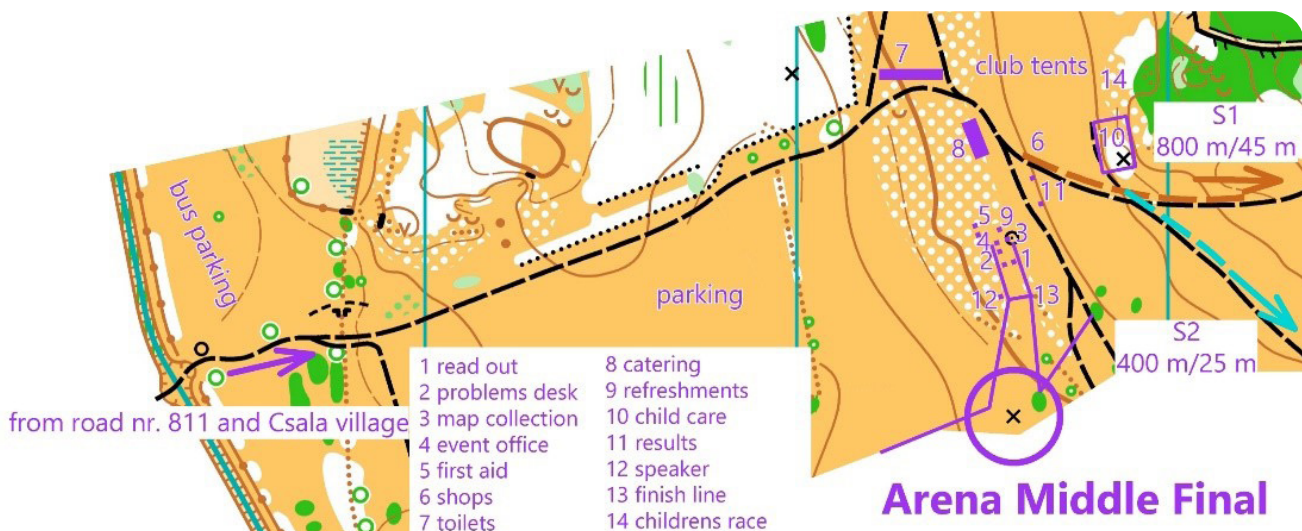 7
club tents
14
S1
800 m/45 m
10
8
6
11
bus parking
5 9
4 3
2 1
parking
12 13
S2
400 m/25 m
from road nr. 811 and Csala village
1 read out
2 problems desk
3 map collection
4 event office
5 first aid
6 shops
7 toilets
8 catering
9 refreshments
10 child care
11 results
12 speaker
13 finish line
14 childrens race
Arena Middle Final